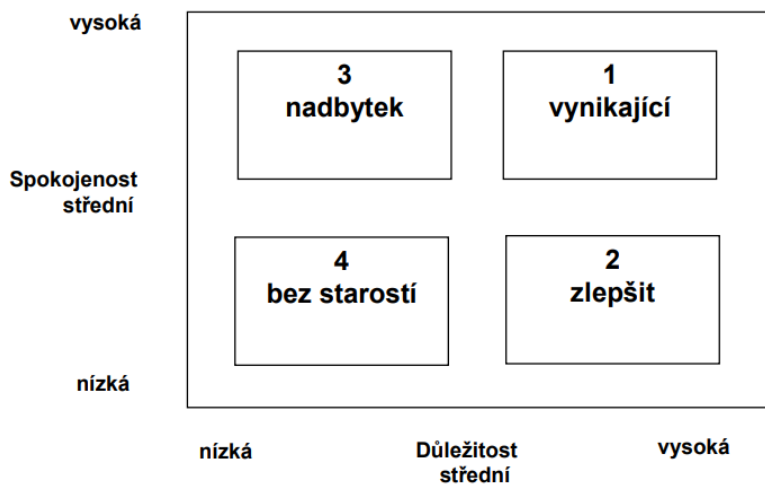 vysoká
3
nadbytek
1
vynikající
Spokojenost
střední
4
bez starostí
2
zlepšit
nízká
nízká
Důležitost
střední
vysoká